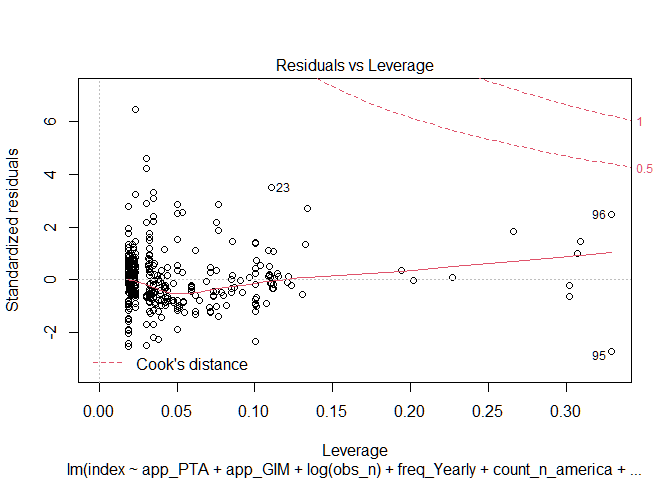 Residuals vs Leverage
Standardized residuals
6
4
2
0
-2
23
96
95
1
0.5
Cook's distance
0.00 0.05 0.10 0.15 0.20 0.25 0.30
Leverage
lm(index ~ app_PTA + app_GIM + log(obs_n) + freq_Yearly + count_n_america + ...